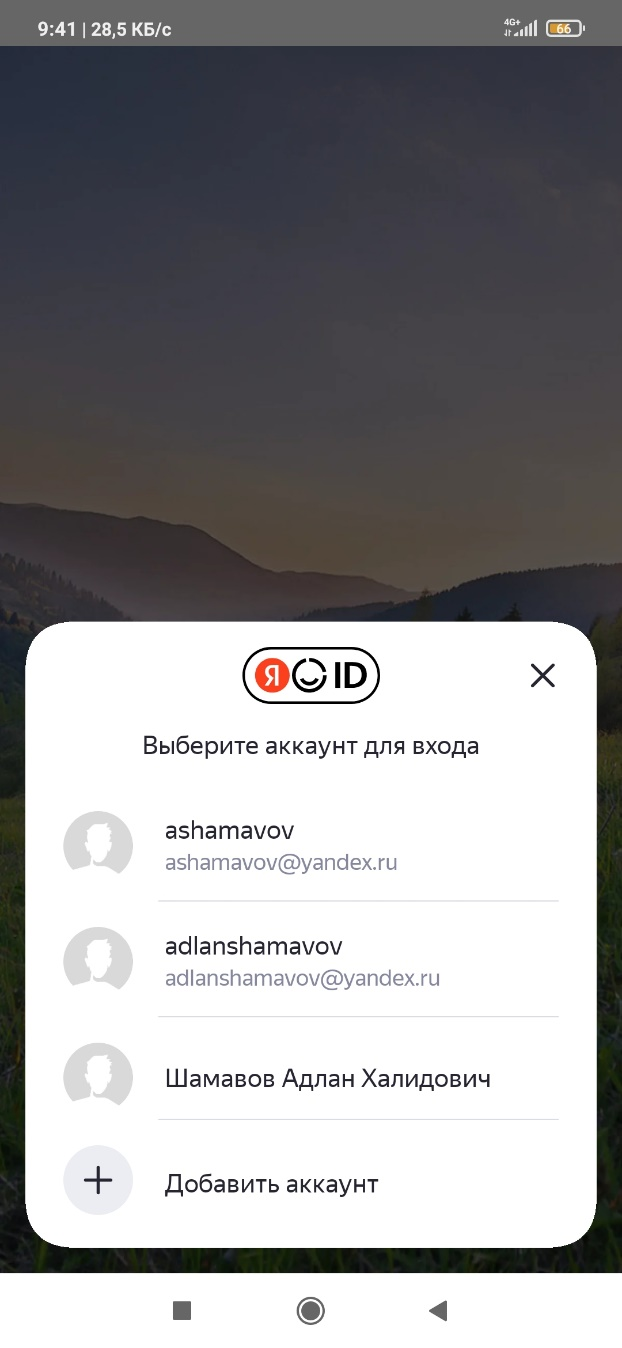 9:41 | 28,5 КБ/с
4G+
66
Я ID
Выберите аккаунт для входа
ashamavov
ashamavov@yandex.ru
adlanshamavov
adlanshamavov@yandex.ru
Шамавов Адлан Халидович
Добавить аккаунт